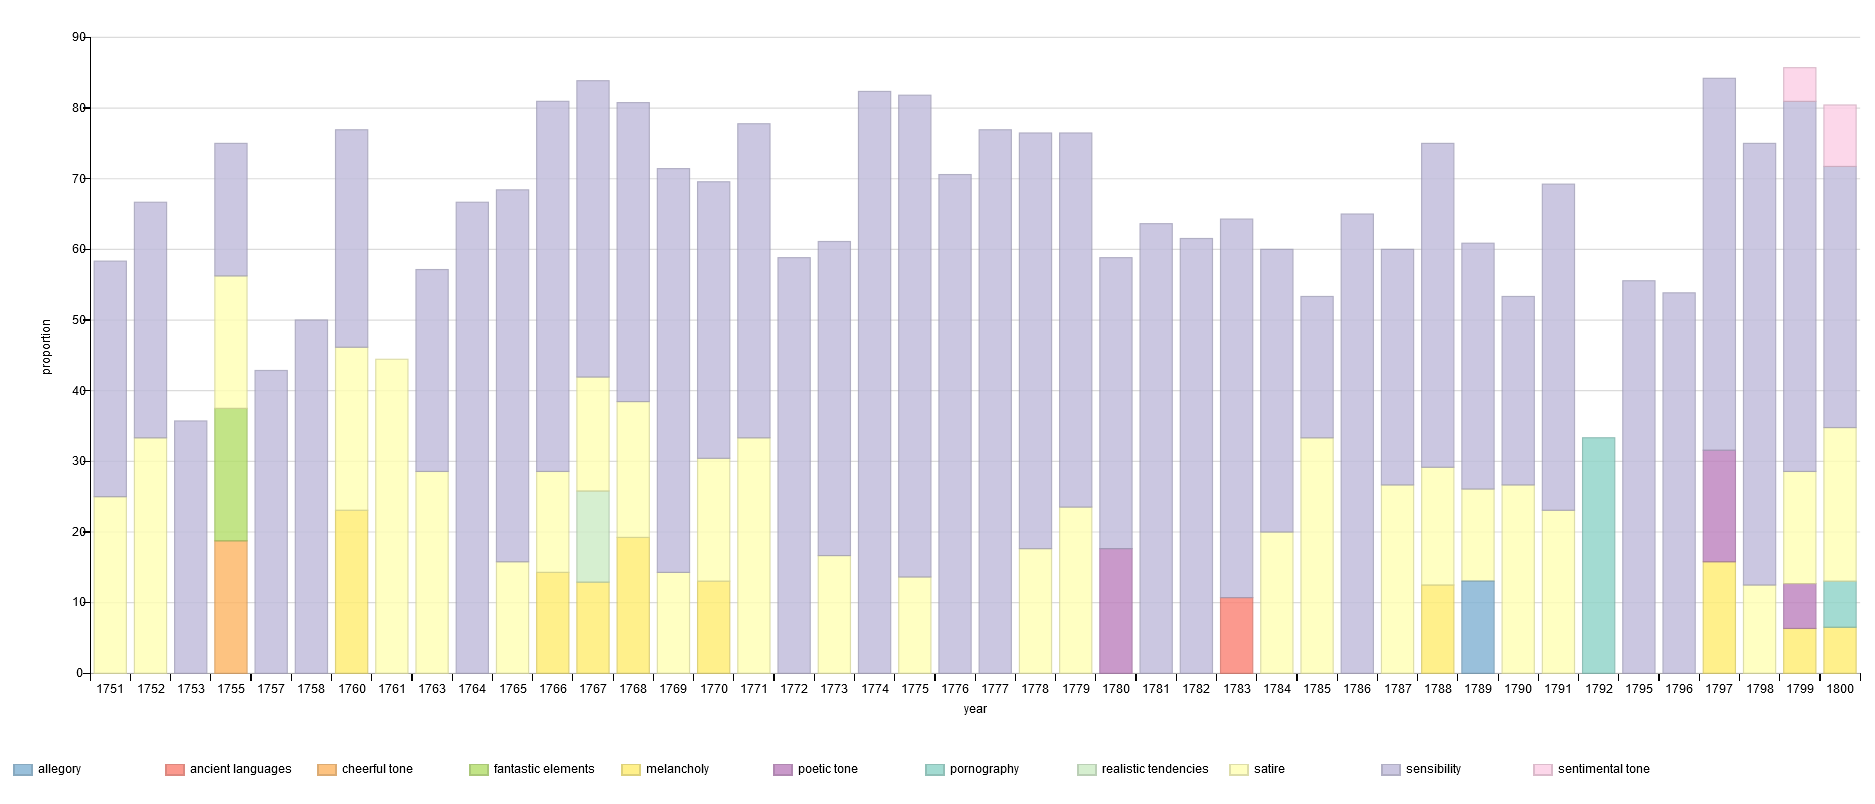 90
80
70
60
50
40
30
20
10
0
proportion
1751 1752 1753 1755 1757 1758 1760 1761 1763 1764 1765 1766 1767 1768 1769 1770 1771 1772 1773 1774 1775 1776 1777 1778 1779 1780 1781 1782 1783 1784 1785 1786 1787 1788 1789 1790 1791 1792 1795 1796 1797 1798 1799 1800
year
allegory ancient languages cheerful tone fantastic elements melancholy poetic tone pornography realistic tendencies satire sensibility sentimental tone